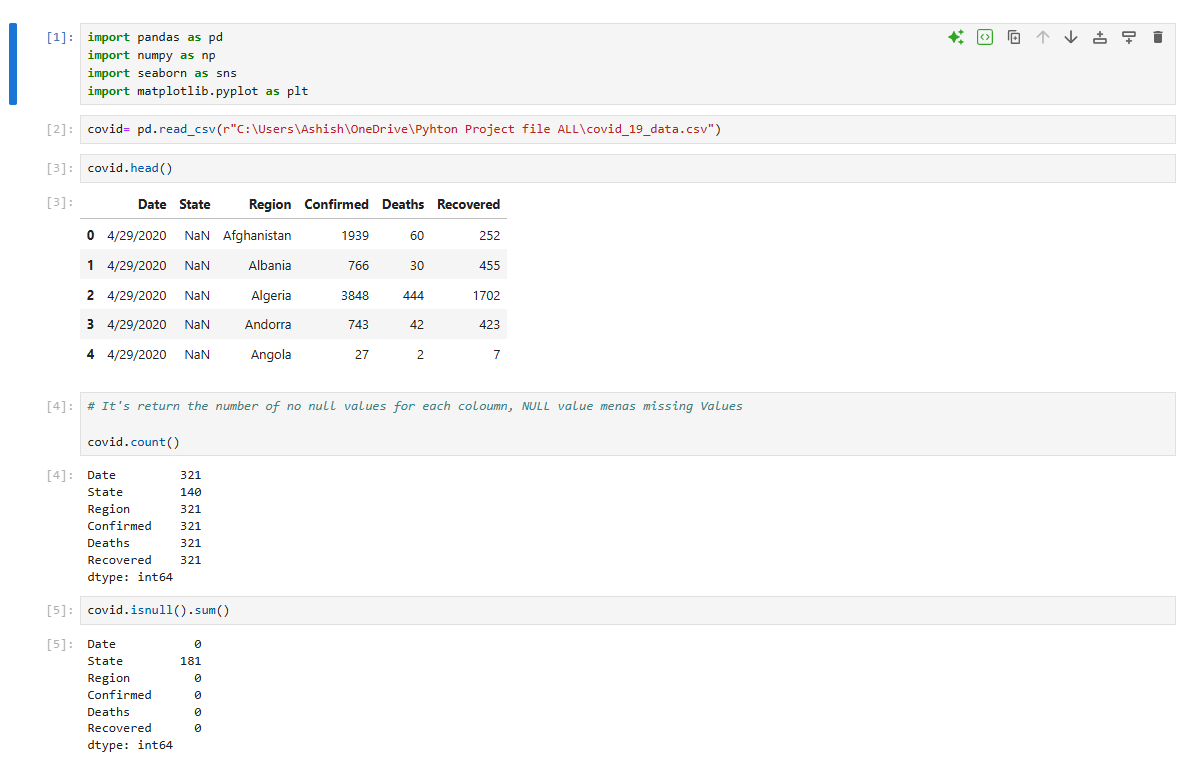 [1]: import pandas as pd
import numpy as np
import seaborn as sns
import matplotlib.pyplot as plt
[2]: covid= pd.read_csv(r"C:\Users\Ashish\OneDrive\Pyhton Project file ALL\covid_19_data.csv")
[3]: covid.head()
[3]: Date State Region Confirmed Deaths Recovered
0 4/29/2020 NaN Afghanistan 1939 60 252
1 4/29/2020 NaN Albania 766 30 455
2 4/29/2020 NaN Algeria 3848 444 1702
3 4/29/2020 NaN Andorra 743 42 423
4 4/29/2020 NaN Angola 27 2 7
[4]: # It's return the number of no null values for each coloumn, NULL value menas missing Values
covid.count()
[4]: Date 321
State 140
Region 321
Confirmed 321
Deaths 321
Recovered 321
dtype: int64
[5]: covid.isnull().sum()
[5]: Date 0
State 181
Region 0
Confirmed 0
Deaths 0
Recovered 0
dtype: int64